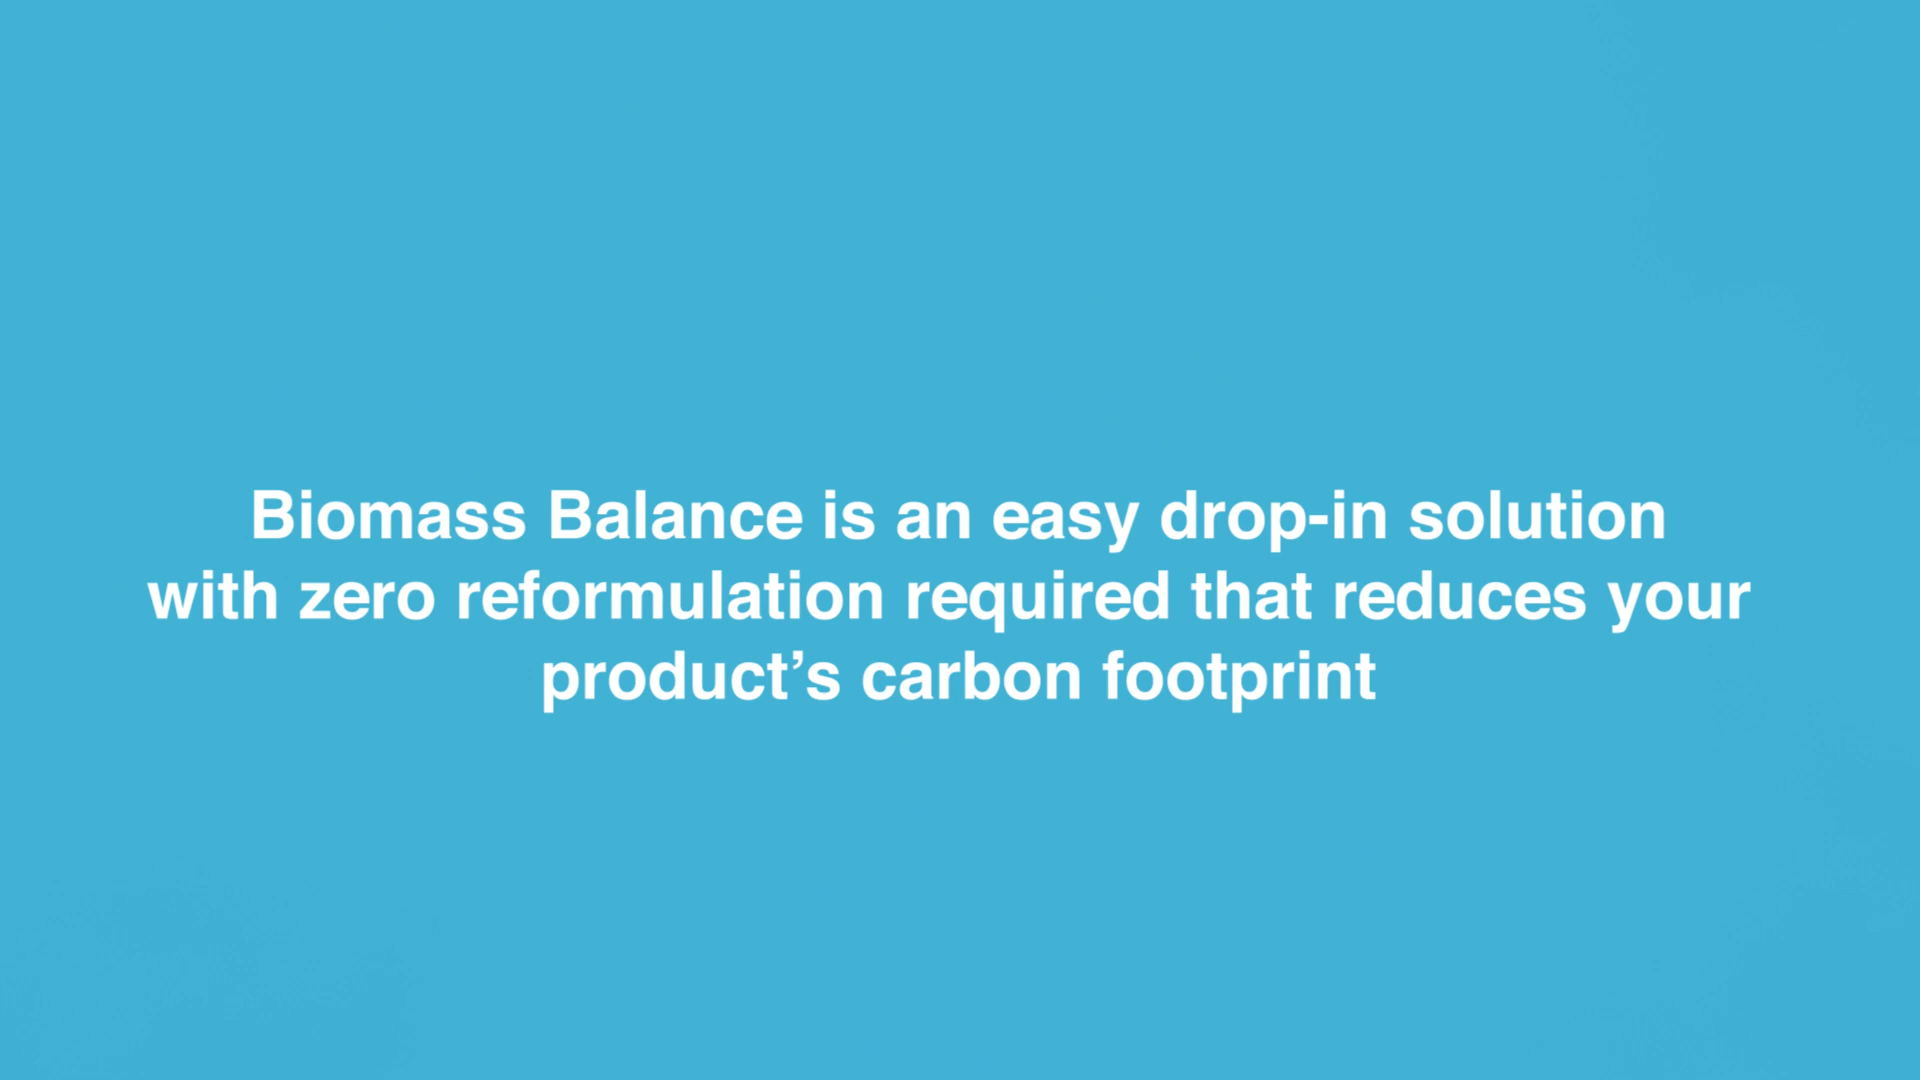 Biomass Balance is an easy drop-in solution
with zero reformulation required that reduces your
product’s carbon footprint